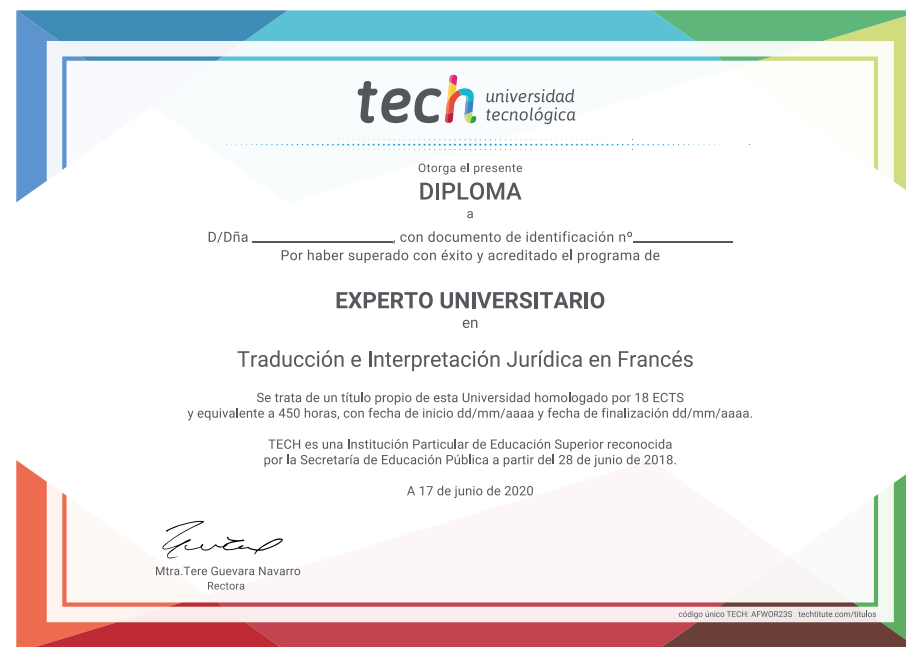 tech universidad
tecnológica
Otorga el presente
DIPLOMA
a
D/Dña ____________________, con documento de identificación nº______________
Por haber superado con éxito y acreditado el programa de
EXPERTO UNIVERSITARIO
en
Traducción e Interpretación Jurídica en Francés
Se trata de un título propio de esta Universidad homologado por 18 ECTS
y equivalente a 450 horas, con fecha de inicio dd/mm/aaaa y fecha de finalización dd/mm/aaaa.
TECH es una Institución Particular de Educación Superior reconocida
por la Secretaría de Educación Pública a partir del 28 de junio de 2018.
A 17 de junio de 2020
Mtra.Tere Guevara Navarro
Rectora
código único TECH: AFWOR23S techtitute.com/titulos